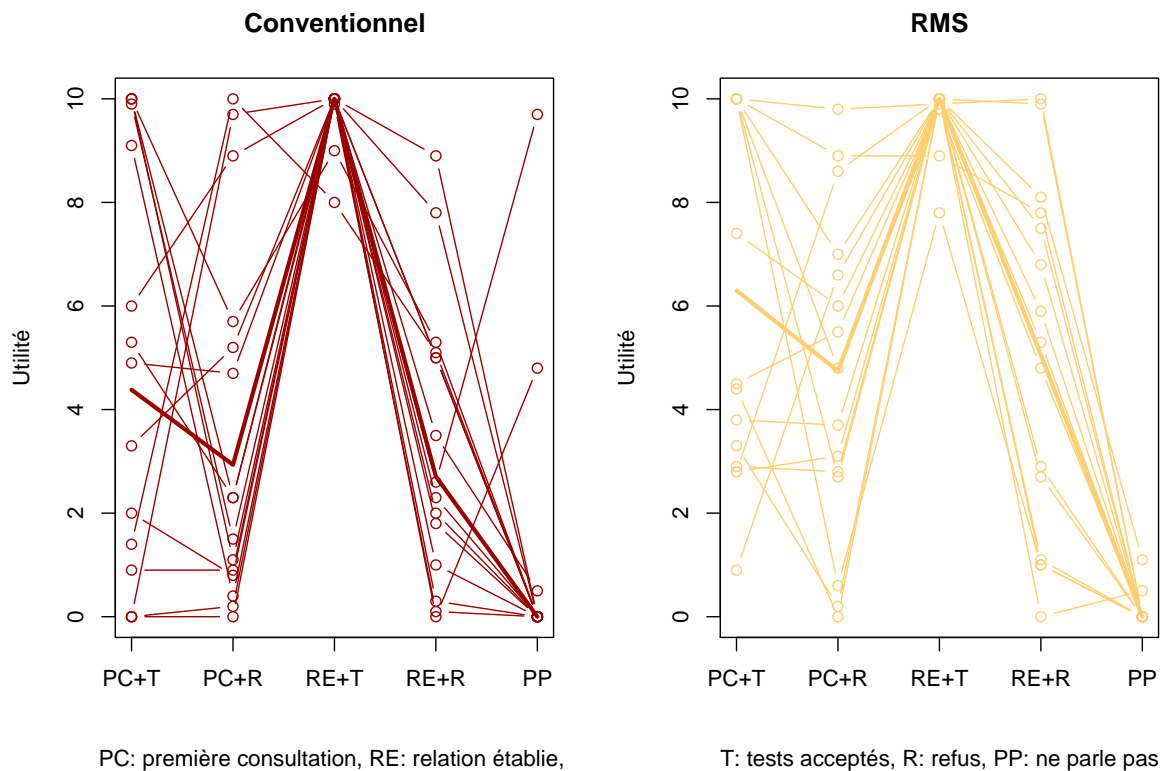 Conventionnel
Utilité
10
8
6
4
2
0
PC+T PC+R RE+T RE+R PP
PC: première consultation, RE: relation établie,
RMS
Utilité
10
8
6
4
2
0
PC+T PC+R RE+T RE+R PP
T: tests acceptés, R: refus, PP: ne parle pas